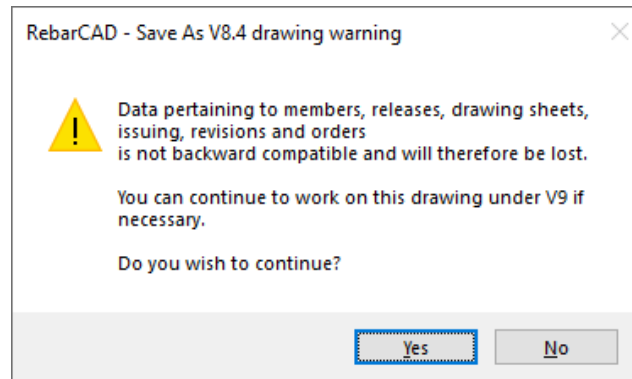 RebarCAD - Save As V8.4 drawing warning
Data pertaining to members, releases, drawing sheets,
issuing, revisions and orders
is not backward compatible and will therefore be lost.
You can continue to work on this drawing under V9 if
necessary.
Do you wish to continue?
Yes No